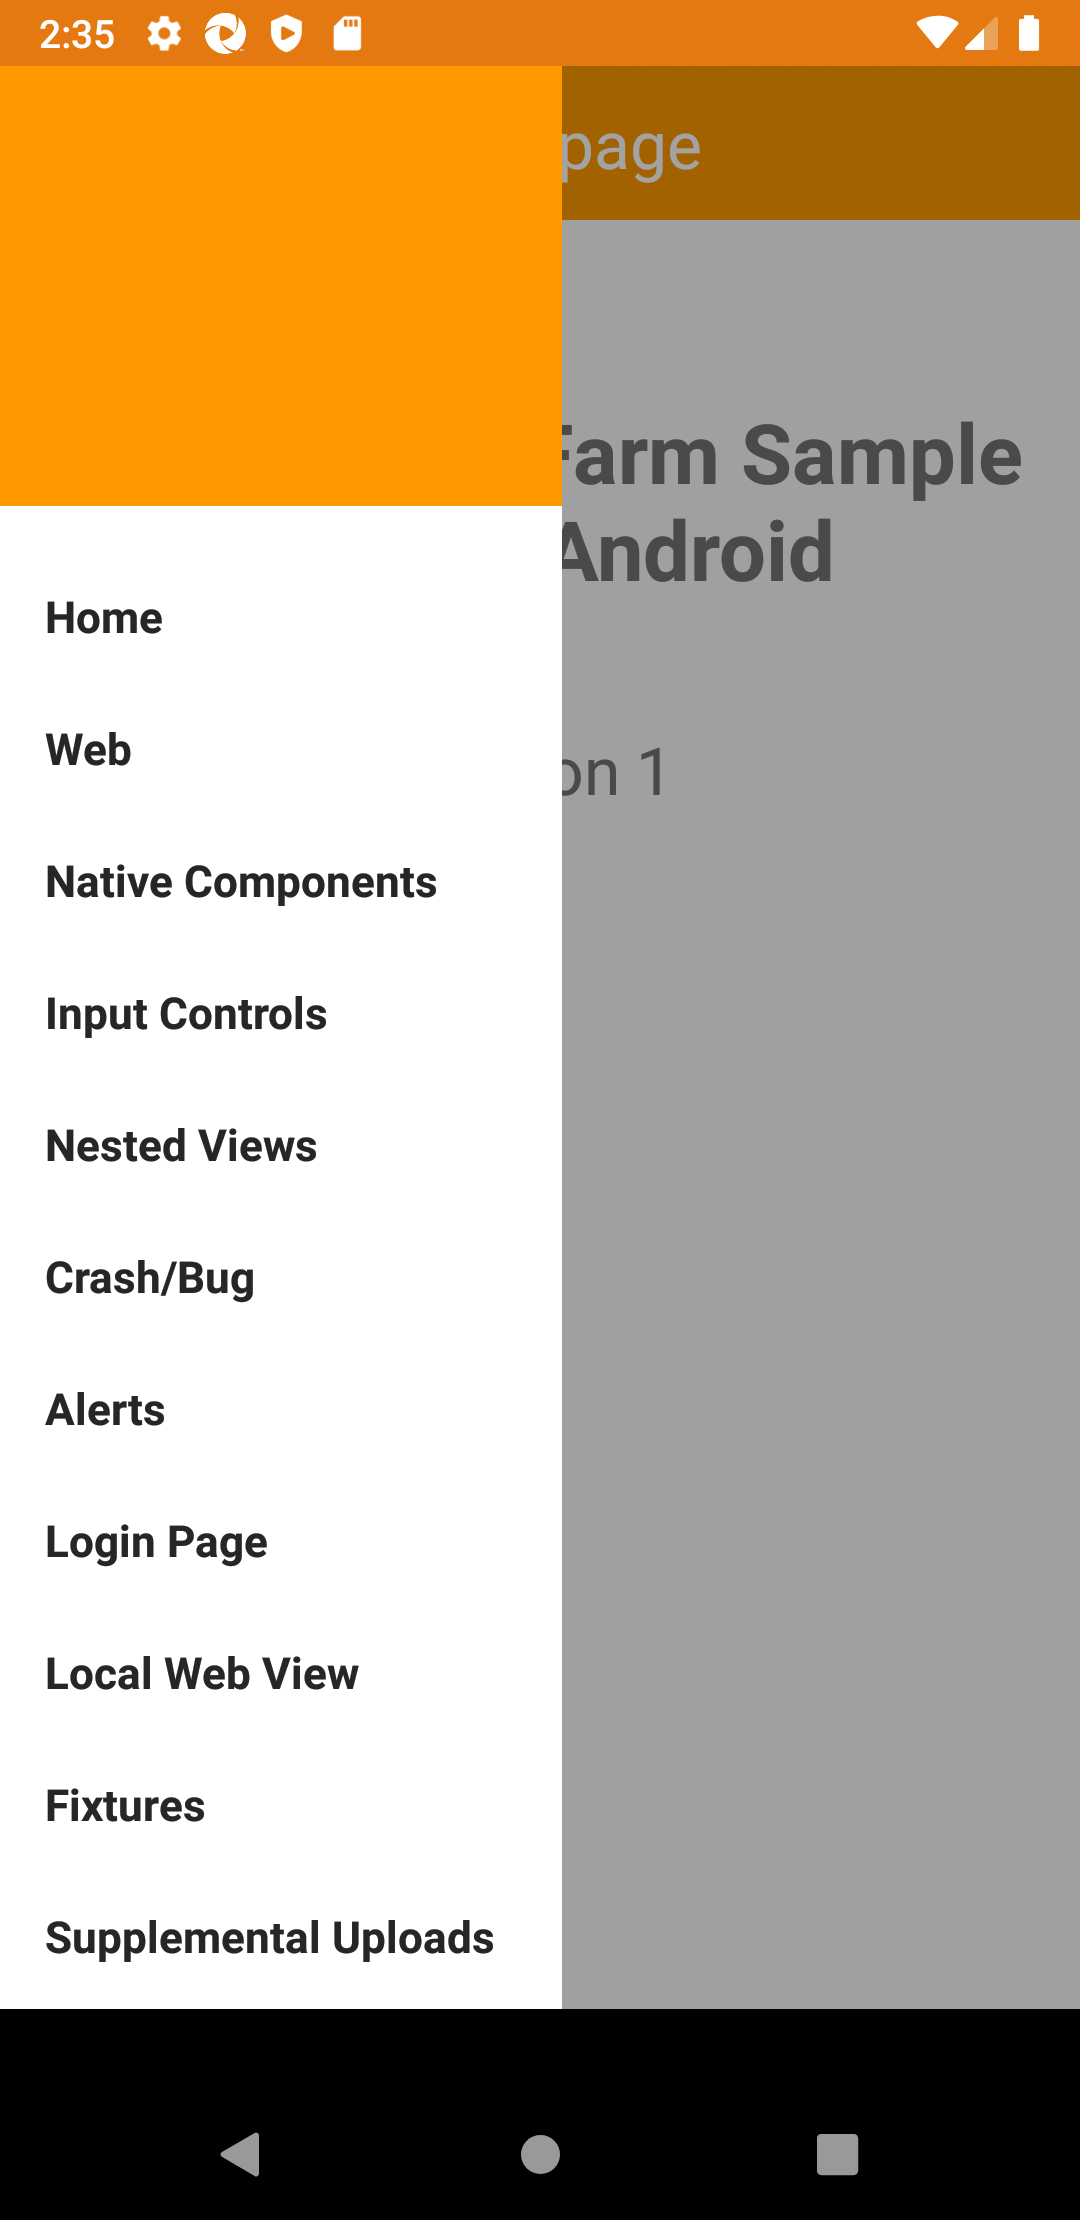 2:35
page
Farm Sample
Android
on 1
Home
Web
Native Components
Input Controls
Nested Views
Crash/Bug
Alerts
Login Page
Local Web View
Fixtures
Supplemental Uploads